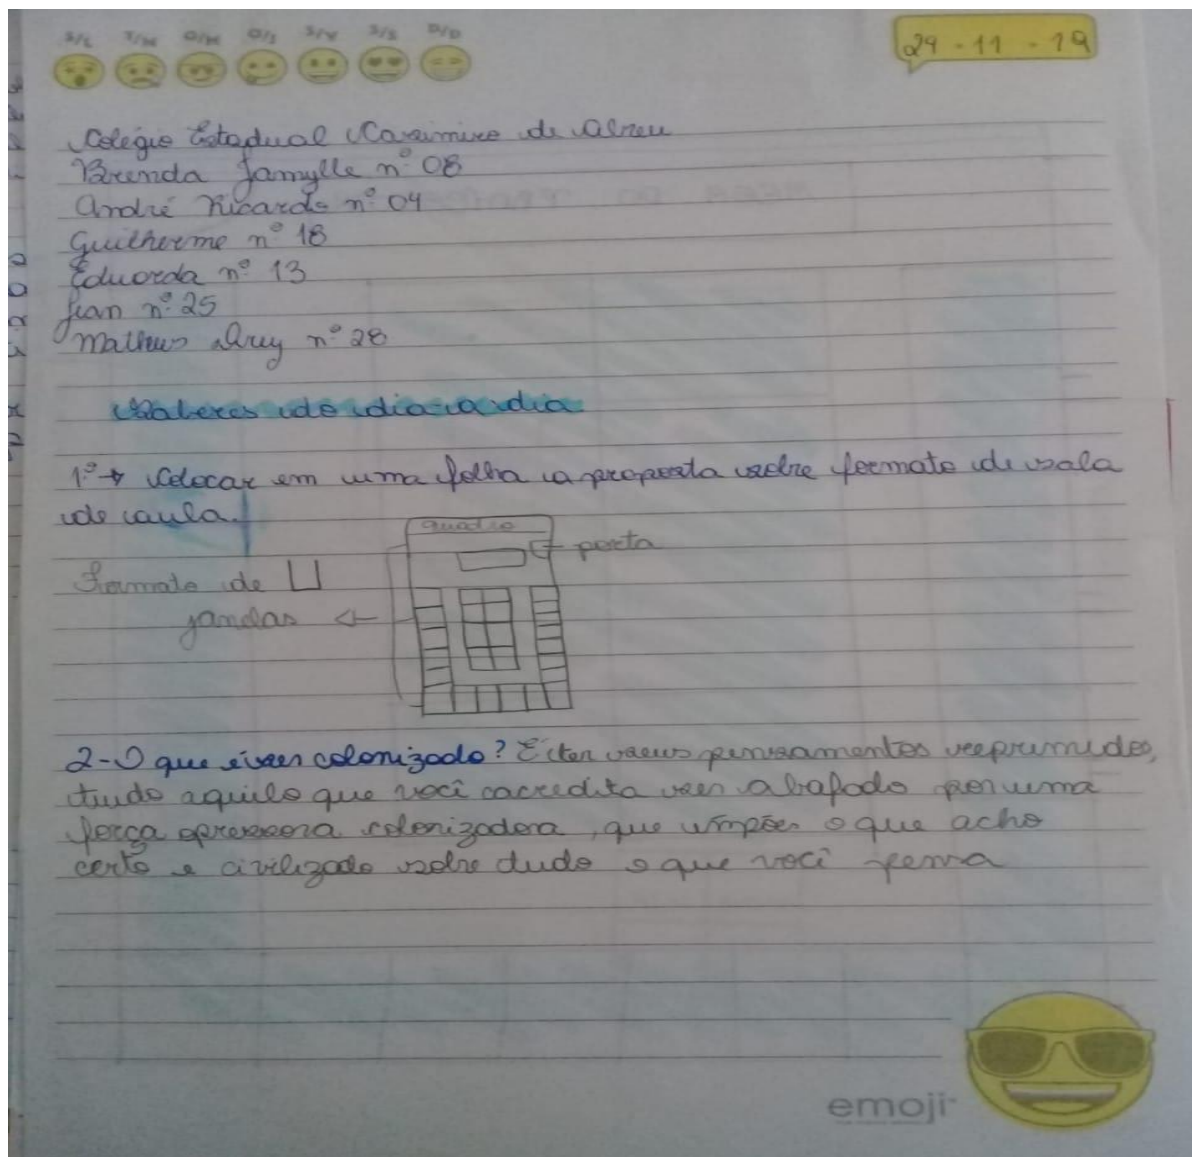 D/S T/M D/M J/O S/A S/S D/D
29 - 11 - 19
Colégio Estadual Casimiro de Abreu
Brenda Jamylle nº 08
André Ricardo nº 04
Guilherme nº 18
Eduarda nº 13
Jean nº 25
Matheus Aruy nº 28
Saberes do dia a dia
1º → Colocar em uma folha a proposta sobre formato de sala
de aula.
quadro
porta
Formato de U
janelas
2-O que é ser colonizado? É ter seus pensamentos reprimidos,
tudo aquilo que você acredita ser abafado por uma
força opressora colonizadora, que impões o que acho
certo e civilizado sobre tudo o que você pensa
emoji